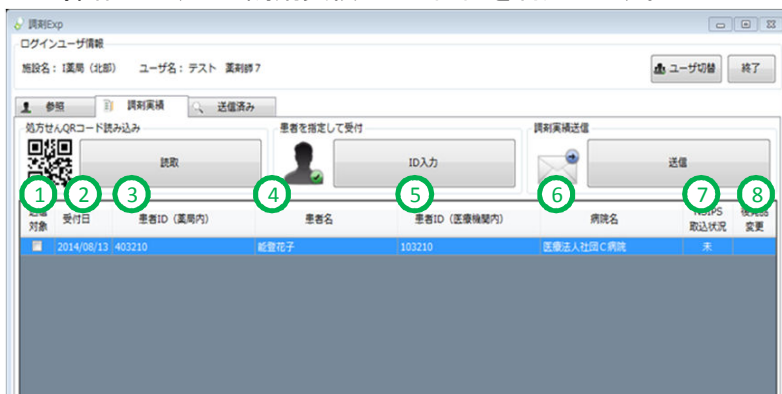 調剤Exp
ログインユーザ情報
施設名: I薬局(北部) ユーザ名: テスト 薬剤師7
ユーザ切替 終了
参照 調剤実績 送信済み
処方せんQRコード読み込み 患者を指定して受付 調剤実績送信
読取 ID入力 送信
1 2 3 4 5 6 7 8
対象 受付日 患者ID(薬局内) 患者名 患者ID(医療機関内) 病院名 NSIPS 取込状況 変更
2014/08/13 403210 能登花子 103210 医療法人社団C病院 未